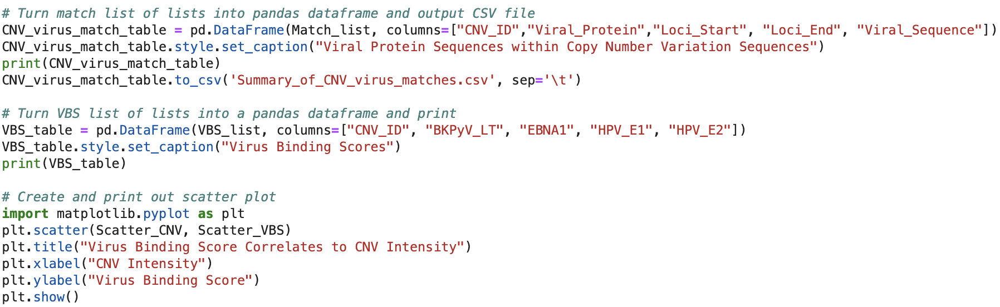 # Turn match list of lists into pandas dataframe and output CSV file
CNV_virus_match_table = pd.DataFrame(Match_list, columns=["CNV_ID","Viral_Protein","Loci_Start", "Loci_End", "Viral_Sequence"])
CNV_virus_match_table.style.set_caption("Viral Protein Sequences within Copy Number Variation Sequences")
print(CNV_virus_match_table)
CNV_virus_match_table.to_csv('Summary_of_CNV_virus_matches.csv', sep='\t')

# Turn VBS list of lists into a pandas dataframe and print
VBS_table = pd.DataFrame(VBS_list, columns=["CNV_ID", "BKPyV_LT", "EBNA1", "HPV_E1", "HPV_E2"])
VBS_table.style.set_caption("Virus Binding Scores")
print(VBS_table)

# Create and print out scatter plot
import matplotlib.pyplot as plt
plt.scatter(Scatter_CNV, Scatter_VBS)
plt.title("Virus Binding Score Correlates to CNV Intensity")
plt.xlabel("CNV Intensity")
plt.ylabel("Virus Binding Score")
plt.show()